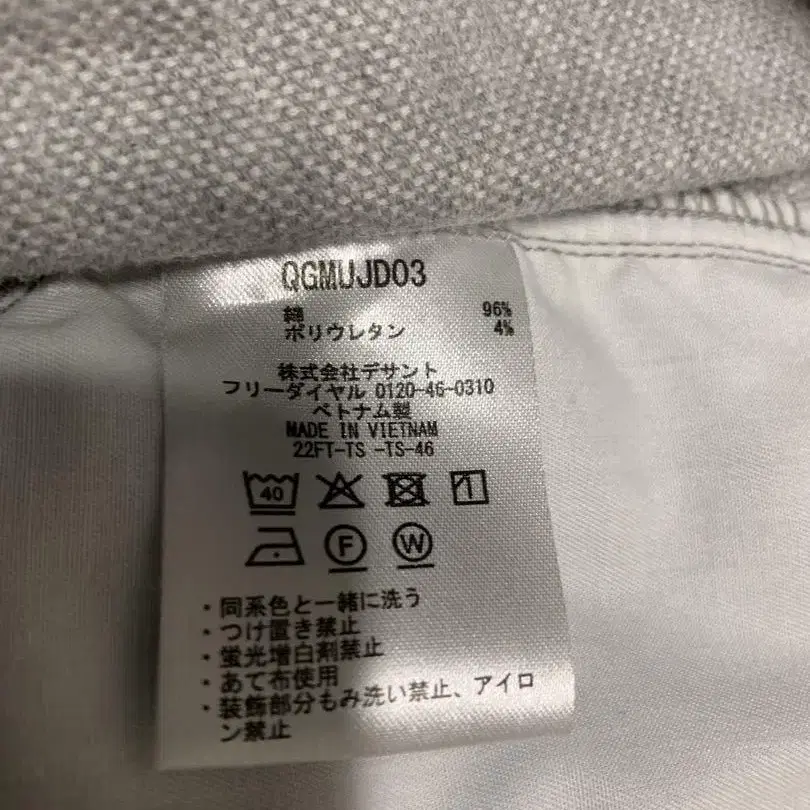 QGMUJD03
綿 96%
ポリウレタン 4%
株式会社デサント
フリーダイヤル 0120-46-0310
ベトナム製
MADE IN VIETNAM
22FT-TS -TS-46
40 1
F W
・同系色と一緒に洗う
・つけ置き禁止
・蛍光増白剤禁止
・あて布使用
・装飾部分もみ洗い禁止、アイロ
ン禁止